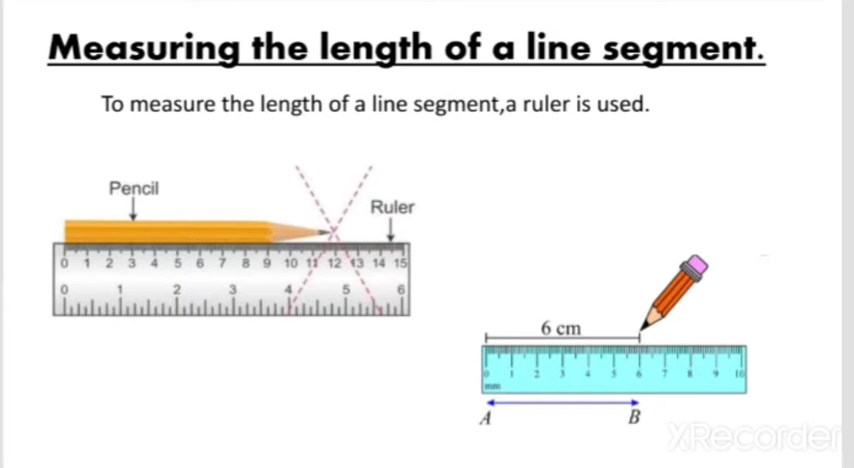 Measuring the length of a line segment.
To measure the length of a line segment,a ruler is used.
Pencil
Ruler
0 1 2 3 4 5 6 7 8 9 10 11 12 13 14 15
0 1 2 3 4 5 6
6 cm
0 1 2 3 4 5 6 7 8 9 10
mm
A B
XRecorder